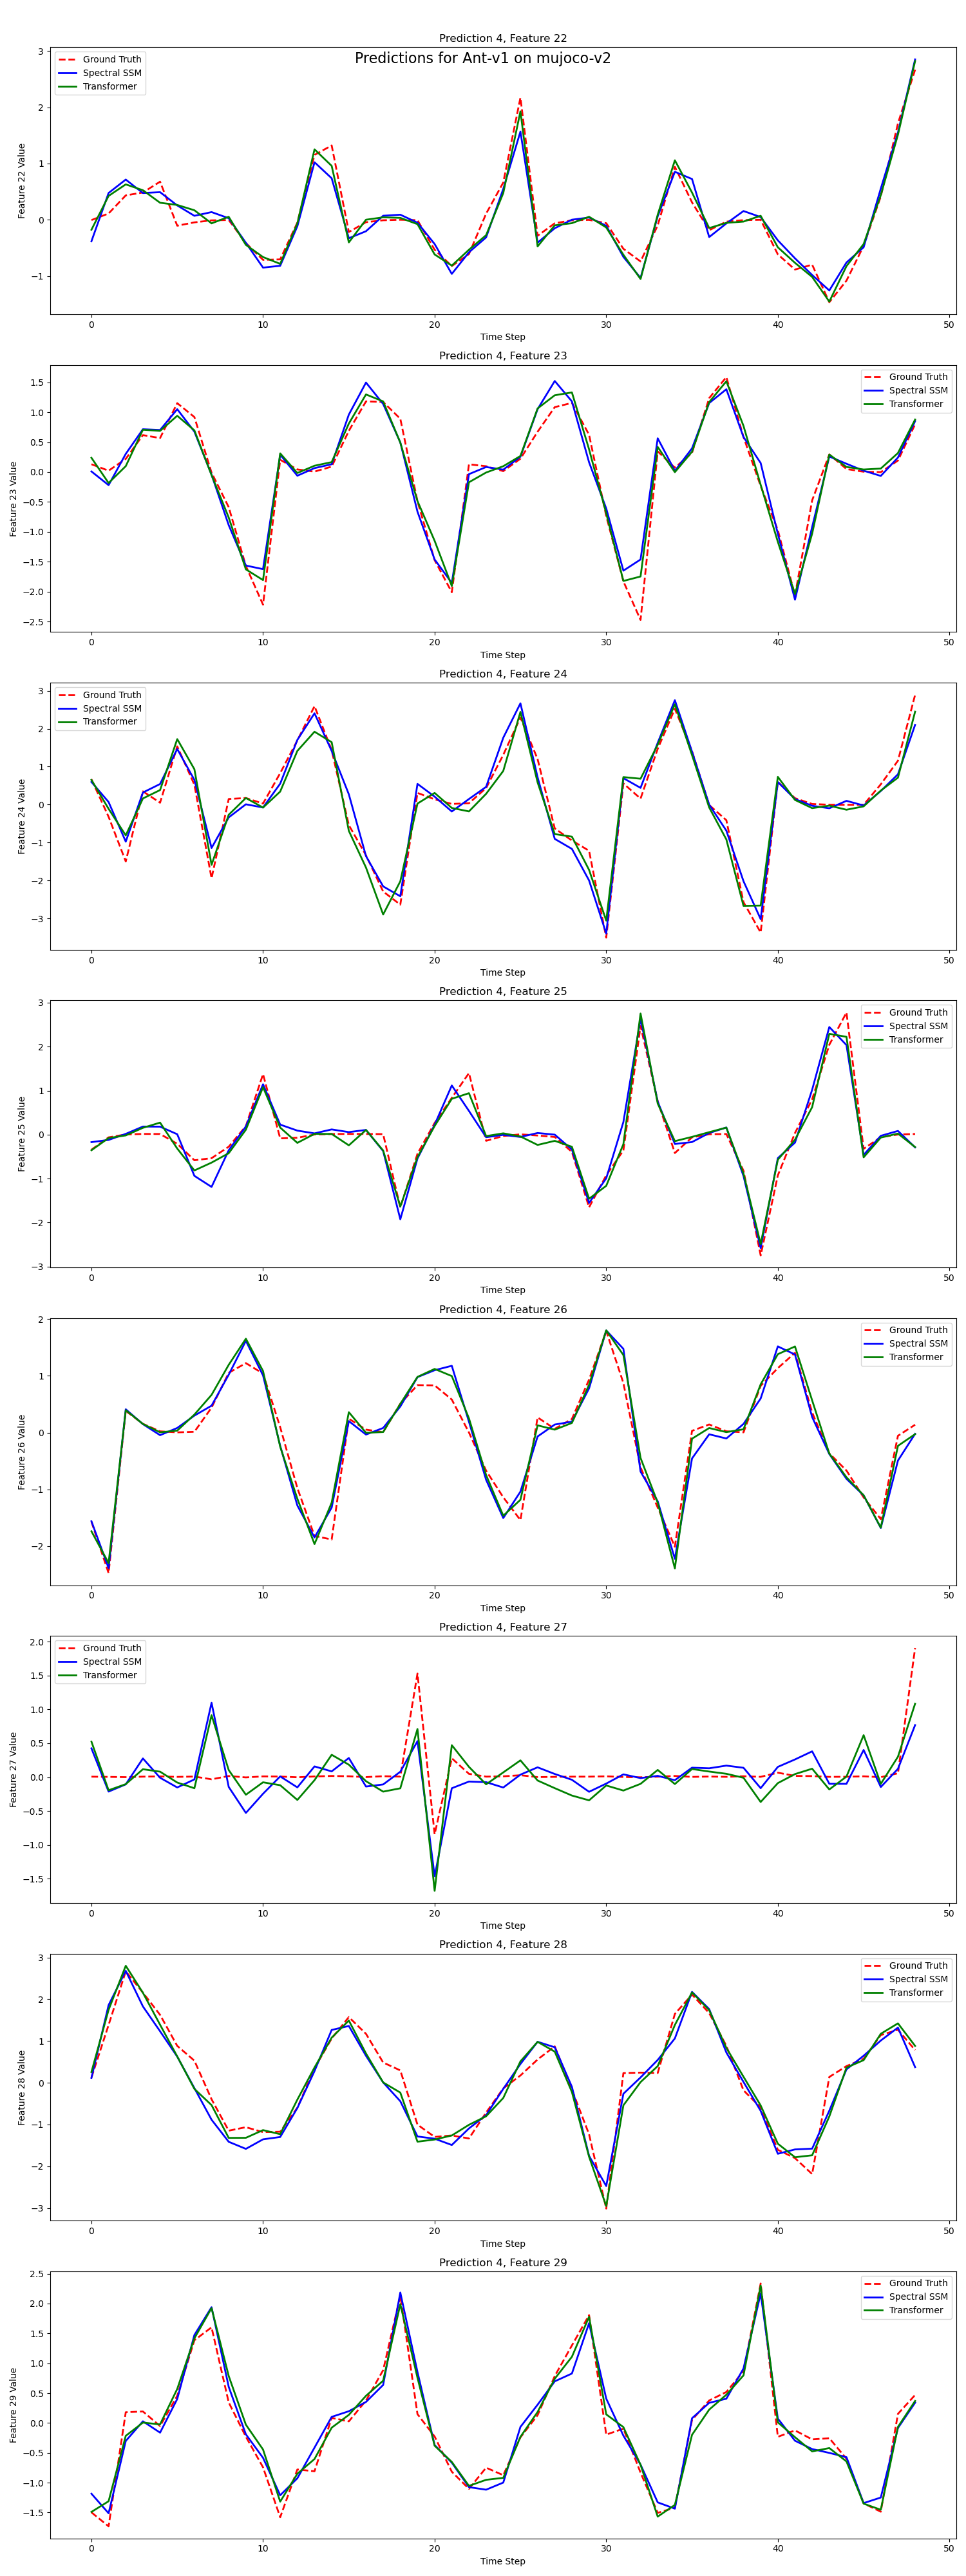 Prediction 4, Feature 22
Predictions for Ant-v1 on mujoco-v2
Ground Truth
Spectral SSM
Transformer
Feature 22 Value
3
2
1
0
−1
0
10
20
30
40
50
Time Step
Prediction 4, Feature 23
Ground Truth
Spectral SSM
Transformer
Feature 23 Value
1.5
1.0
0.5
0.0
−0.5
−1.0
−1.5
−2.0
−2.5
0
10
20
30
40
50
Time Step
Prediction 4, Feature 24
Ground Truth
Spectral SSM
Transformer
Feature 24 Value
3
2
1
0
−1
−2
−3
0
10
20
30
40
50
Time Step
Prediction 4, Feature 25
Ground Truth
Spectral SSM
Transformer
Feature 25 Value
3
2
1
0
−1
−2
−3
0
10
20
30
40
50
Time Step
Prediction 4, Feature 26
Ground Truth
Spectral SSM
Transformer
Feature 26 Value
2
1
0
−1
−2
0
10
20
30
40
50
Time Step
Prediction 4, Feature 27
Ground Truth
Spectral SSM
Transformer
Feature 27 Value
2.0
1.5
1.0
0.5
0.0
−0.5
−1.0
−1.5
0
10
20
30
40
50
Time Step
Prediction 4, Feature 28
Ground Truth
Spectral SSM
Transformer
Feature 28 Value
3
2
1
0
−1
−2
−3
0
10
20
30
40
50
Time Step
Prediction 4, Feature 29
Ground Truth
Spectral SSM
Transformer
Feature 29 Value
2.5
2.0
1.5
1.0
0.5
0.0
−0.5
−1.0
−1.5
0
10
20
30
40
50
Time Step